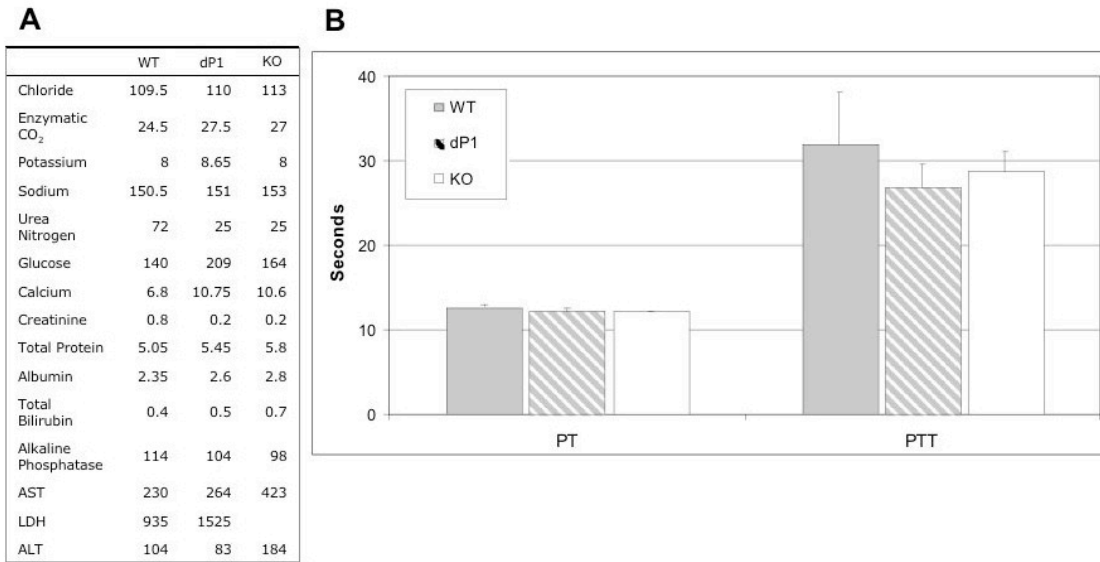 A
WT dP1 KO
Chloride 109.5 110 113
Enzymatic
CO₂ 24.5 27.5 27
Potassium 8 8.65 8
Sodium 150.5 151 153
Urea
Nitrogen 72 25 25
Glucose 140 209 164
Calcium 6.8 10.75 10.6
Creatinine 0.8 0.2 0.2
Total Protein 5.05 5.45 5.8
Albumin 2.35 2.6 2.8
Total
Bilirubin 0.4 0.5 0.7
Alkaline
Phosphatase 114 104 98
AST 230 264 423
LDH 935 1525
ALT 104 83 184
B
WT
dP1
KO
Seconds
40
30
20
10
0
PT PTT